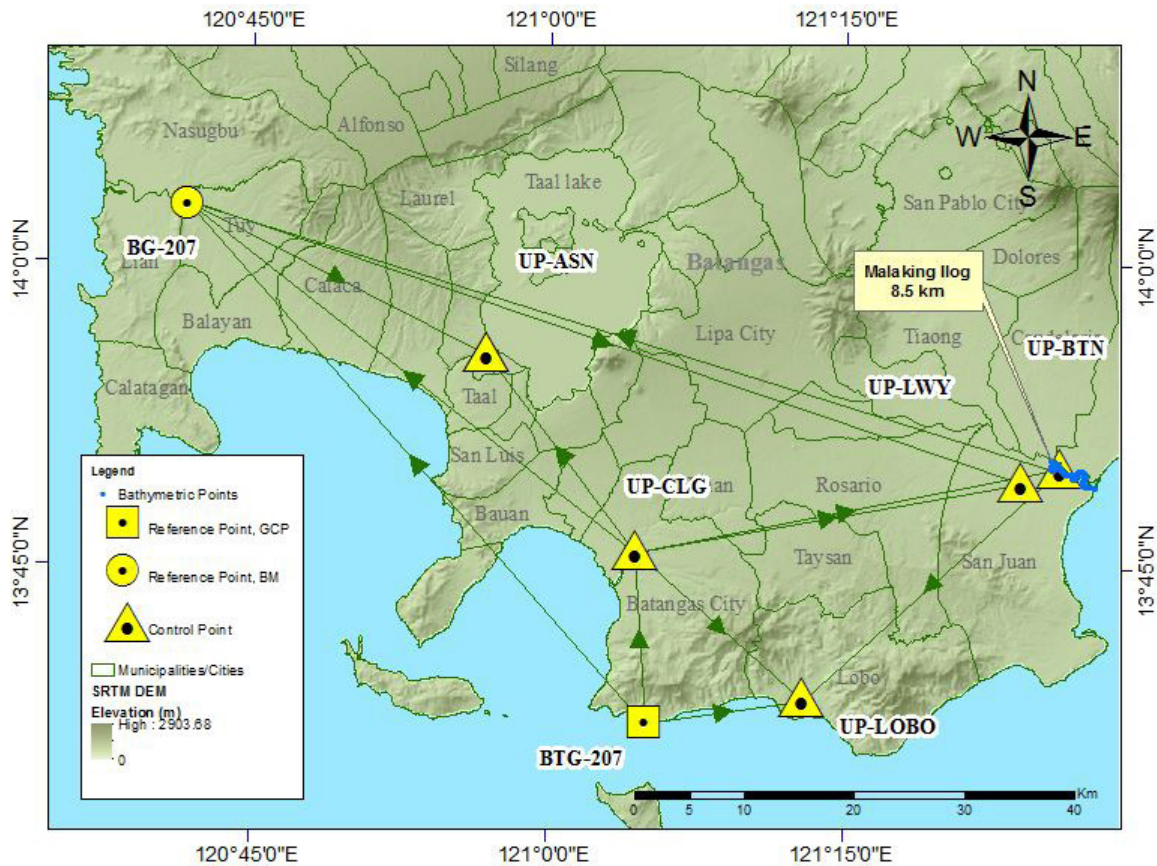 120°45'0"E
121°0'0"E
121°15'0"E
Silang
N
Nasugbu
Alfonso
W
E
Taal lake
S
Laurel
San Pablo City
Tuy
BG-207
Lian
UP-ASN
Batangas
Dolores
14°0'0"N
14°0'0"N
Calaca
Malaking Ilog
8.5 km
Balayan
Lipa City
Tiaong
UP-BTN
Calatagan
UP-LWY
Taal
San Luis
UP-CLG
Rosario
Bauan
Legend
Bathymetric Points
Reference Point, GCP
Reference Point, BM
Control Point
Municipalities/Cities
SRTM DEM
Elevation (m)
High : 2903.68
0
13°45'0"N
13°45'0"N
Taysan
San Juan
Batangas City
Lobo
UP-LOBO
BTG-207
Km
0 5 10 20 30 40
120°45'0"E
121°0'0"E
121°15'0"E